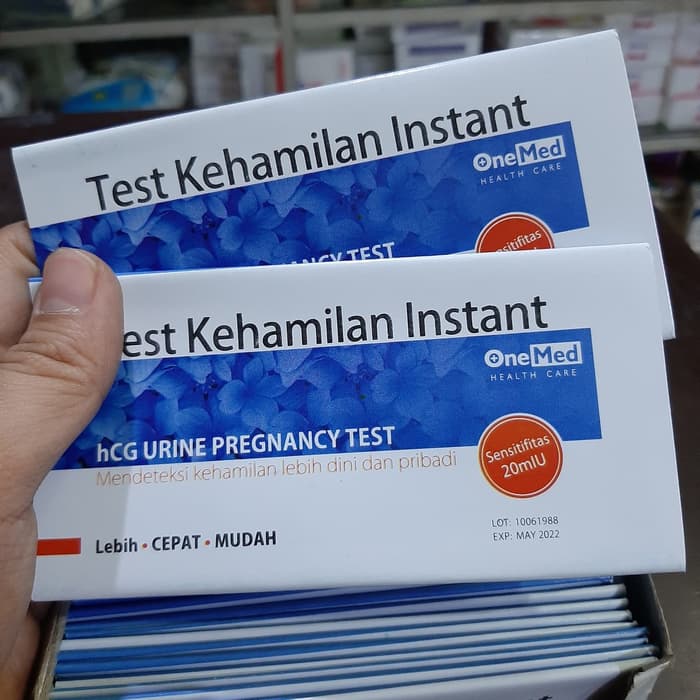 Test Kehamilan Instant
OneMed
HEALTH CARE
TEST
est Kehamilan Instant
OneMed
HEALTH CARE
hCG URINE PREGNANCY TEST
Mendeteksi kehamilan lebih dini dan pribadi
Sensitifitas
20mIU
LOT: 10061988
EXP: MAY 2022
Lebih • CEPAT • MUDAH